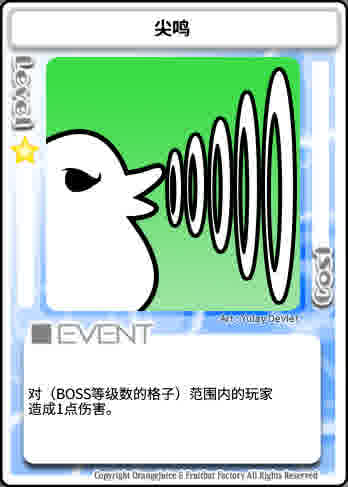 尖鸣
Level
Art : Yulay Devlet
Cost
EVENT
对（BOSS等级数的格子）范围内的玩家
造成1点伤害。
Copyright Orangejuice & Fruitbat Factory All Rights Reserved